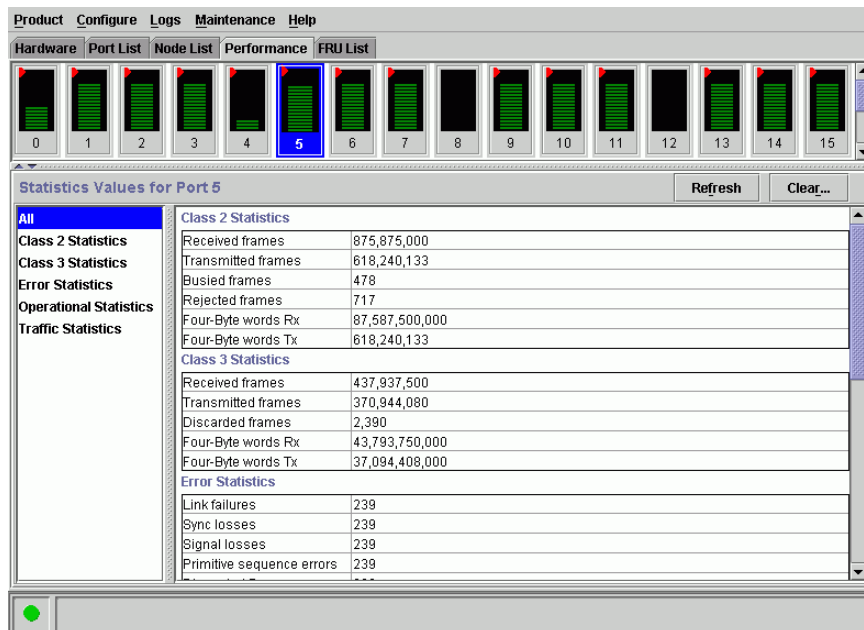 Product Configure Logs Maintenance Help
Hardware Port List Node List Performance FRU List
0 1 2 3 4 5 6 7 8 9 10 11 12 13 14 15
Statistics Values for Port 5 Refresh Clear...
All
Class 2 Statistics
Class 3 Statistics
Error Statistics
Operational Statistics
Traffic Statistics
Class 2 Statistics
Received frames 875,875,000
Transmitted frames 618,240,133
Busied frames 478
Rejected frames 717
Four-Byte words Rx 87,587,500,000
Four-Byte words Tx 618,240,133
Class 3 Statistics
Received frames 437,937,500
Transmitted frames 370,944,080
Discarded frames 2,390
Four-Byte words Rx 43,793,750,000
Four-Byte words Tx 37,094,408,000
Error Statistics
Link failures 239
Sync losses 239
Signal losses 239
Primitive sequence errors 239